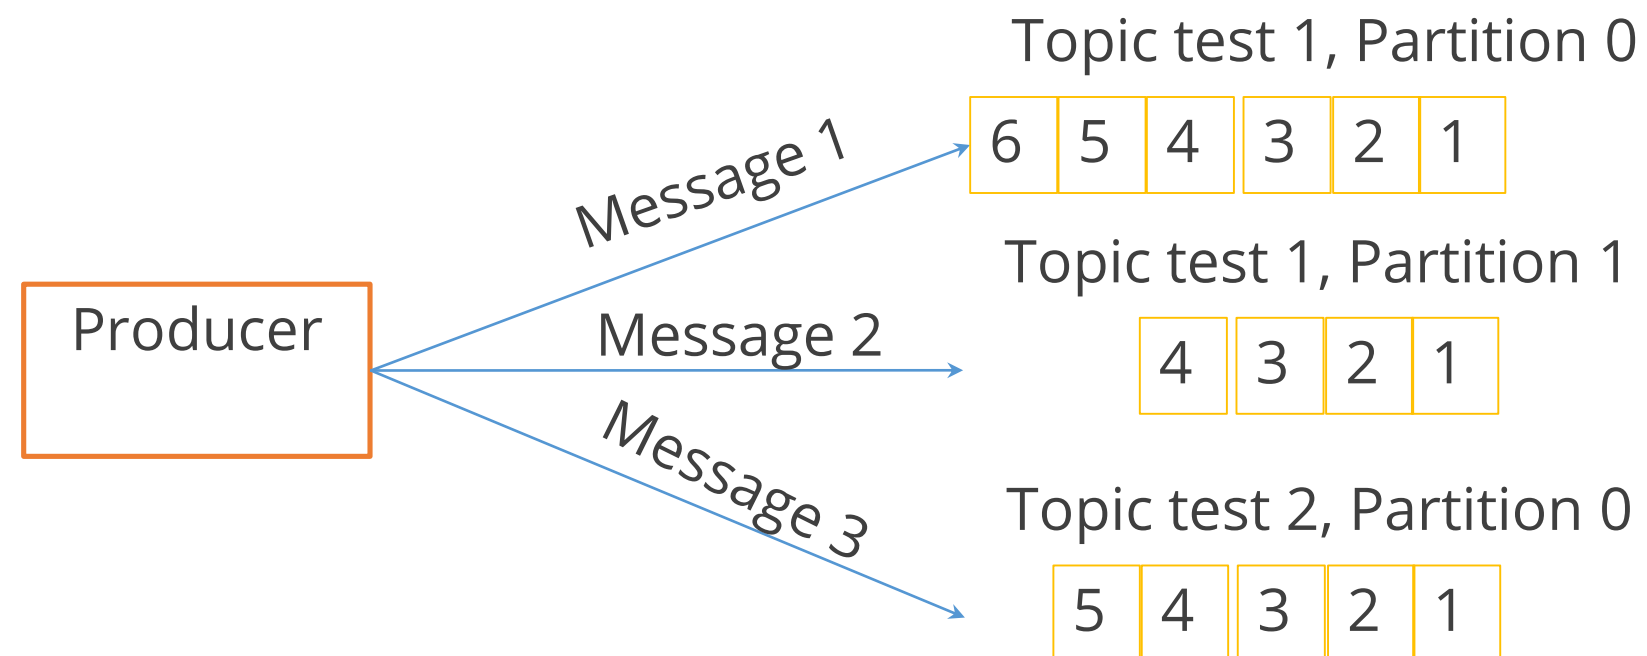 Topic test 1, Partition 0
6 5 4 3 2 1
Message 1
Topic test 1, Partition 1
Producer
Message 2
4 3 2 1
Message 3
Topic test 2, Partition 0
5 4 3 2 1